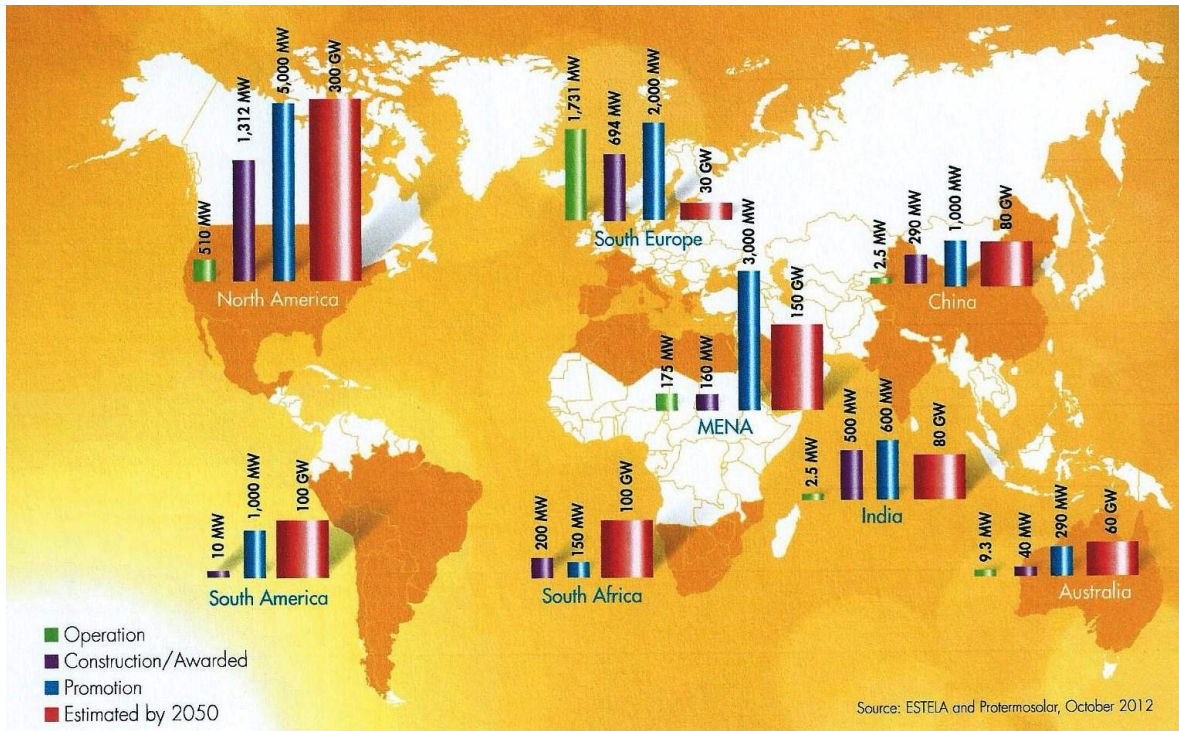 510 MW
1,312 MW
5,000 MW
300 GW
North America
1,731 MW
694 MW
2,000 MW
30 GW
South Europe
2.5 MW
290 MW
1,000 MW
80 GW
China
175 MW
160 MW
3,000 MW
150 GW
MENA
2.5 MW
500 MW
600 MW
80 GW
India
10 MW
1,000 MW
100 GW
South America
200 MW
150 MW
100 GW
South Africa
9.3 MW
40 MW
290 MW
60 GW
Australia
Operation
Construction/Awarded
Promotion
Estimated by 2050
Source: ESTELA and Protermosolar, October 2012